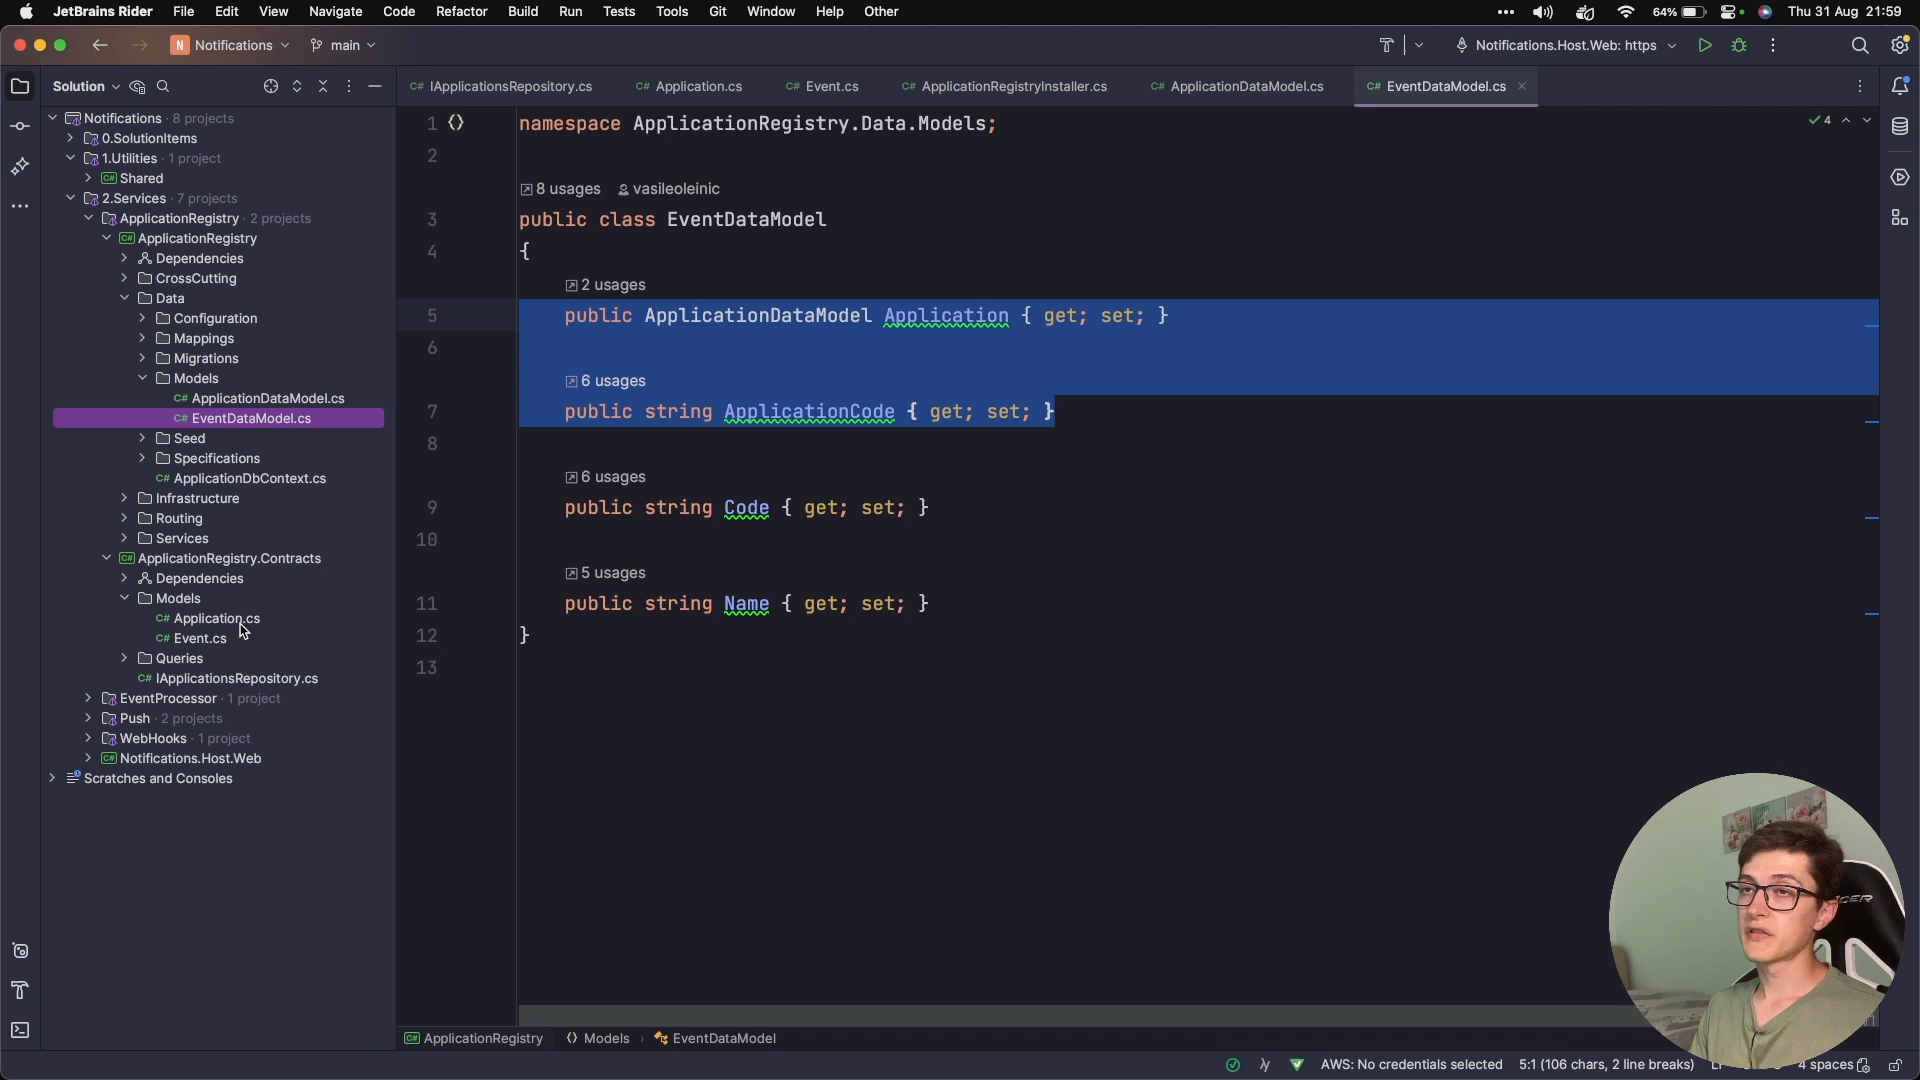 JetBrains Rider File Edit View Navigate Code Refactor Build Run Tests Tools Git Window Help Other 64% Thu 31 Aug 21:59
N Notifications main Notifications.Host.Web: https
Solution
C# IApplicationsRepository.cs C# Application.cs C# Event.cs C# ApplicationRegistryInstaller.cs C# ApplicationDataModel.cs C# EventDataModel.cs
Notifications · 8 projects
0.SolutionItems
1.Utilities · 1 project
C# Shared
2.Services · 7 projects
ApplicationRegistry · 2 projects
C# ApplicationRegistry
Dependencies
CrossCutting
Data
Configuration
Mappings
Migrations
Models
C# ApplicationDataModel.cs
C# EventDataModel.cs
Seed
Specifications
C# ApplicationDbContext.cs
Infrastructure
Routing
Services
C# ApplicationRegistry.Contracts
Dependencies
Models
C# Application.cs
C# Event.cs
Queries
C# IApplicationsRepository.cs
EventProcessor · 1 project
Push · 2 projects
WebHooks · 1 project
C# Notifications.Host.Web
Scratches and Consoles
1 namespace ApplicationRegistry.Data.Models;
4
2
8 usages vasileoleinic
3 public class EventDataModel
4 {
2 usages
5 public ApplicationDataModel Application { get; set; }
6
6 usages
7 public string ApplicationCode { get; set; }
8
6 usages
9 public string Code { get; set; }
10
5 usages
11 public string Name { get; set; }
12 }
13
C# ApplicationRegistry Models EventDataModel
AWS: No credentials selected 5:1 (106 chars, 2 line breaks) 4 spaces